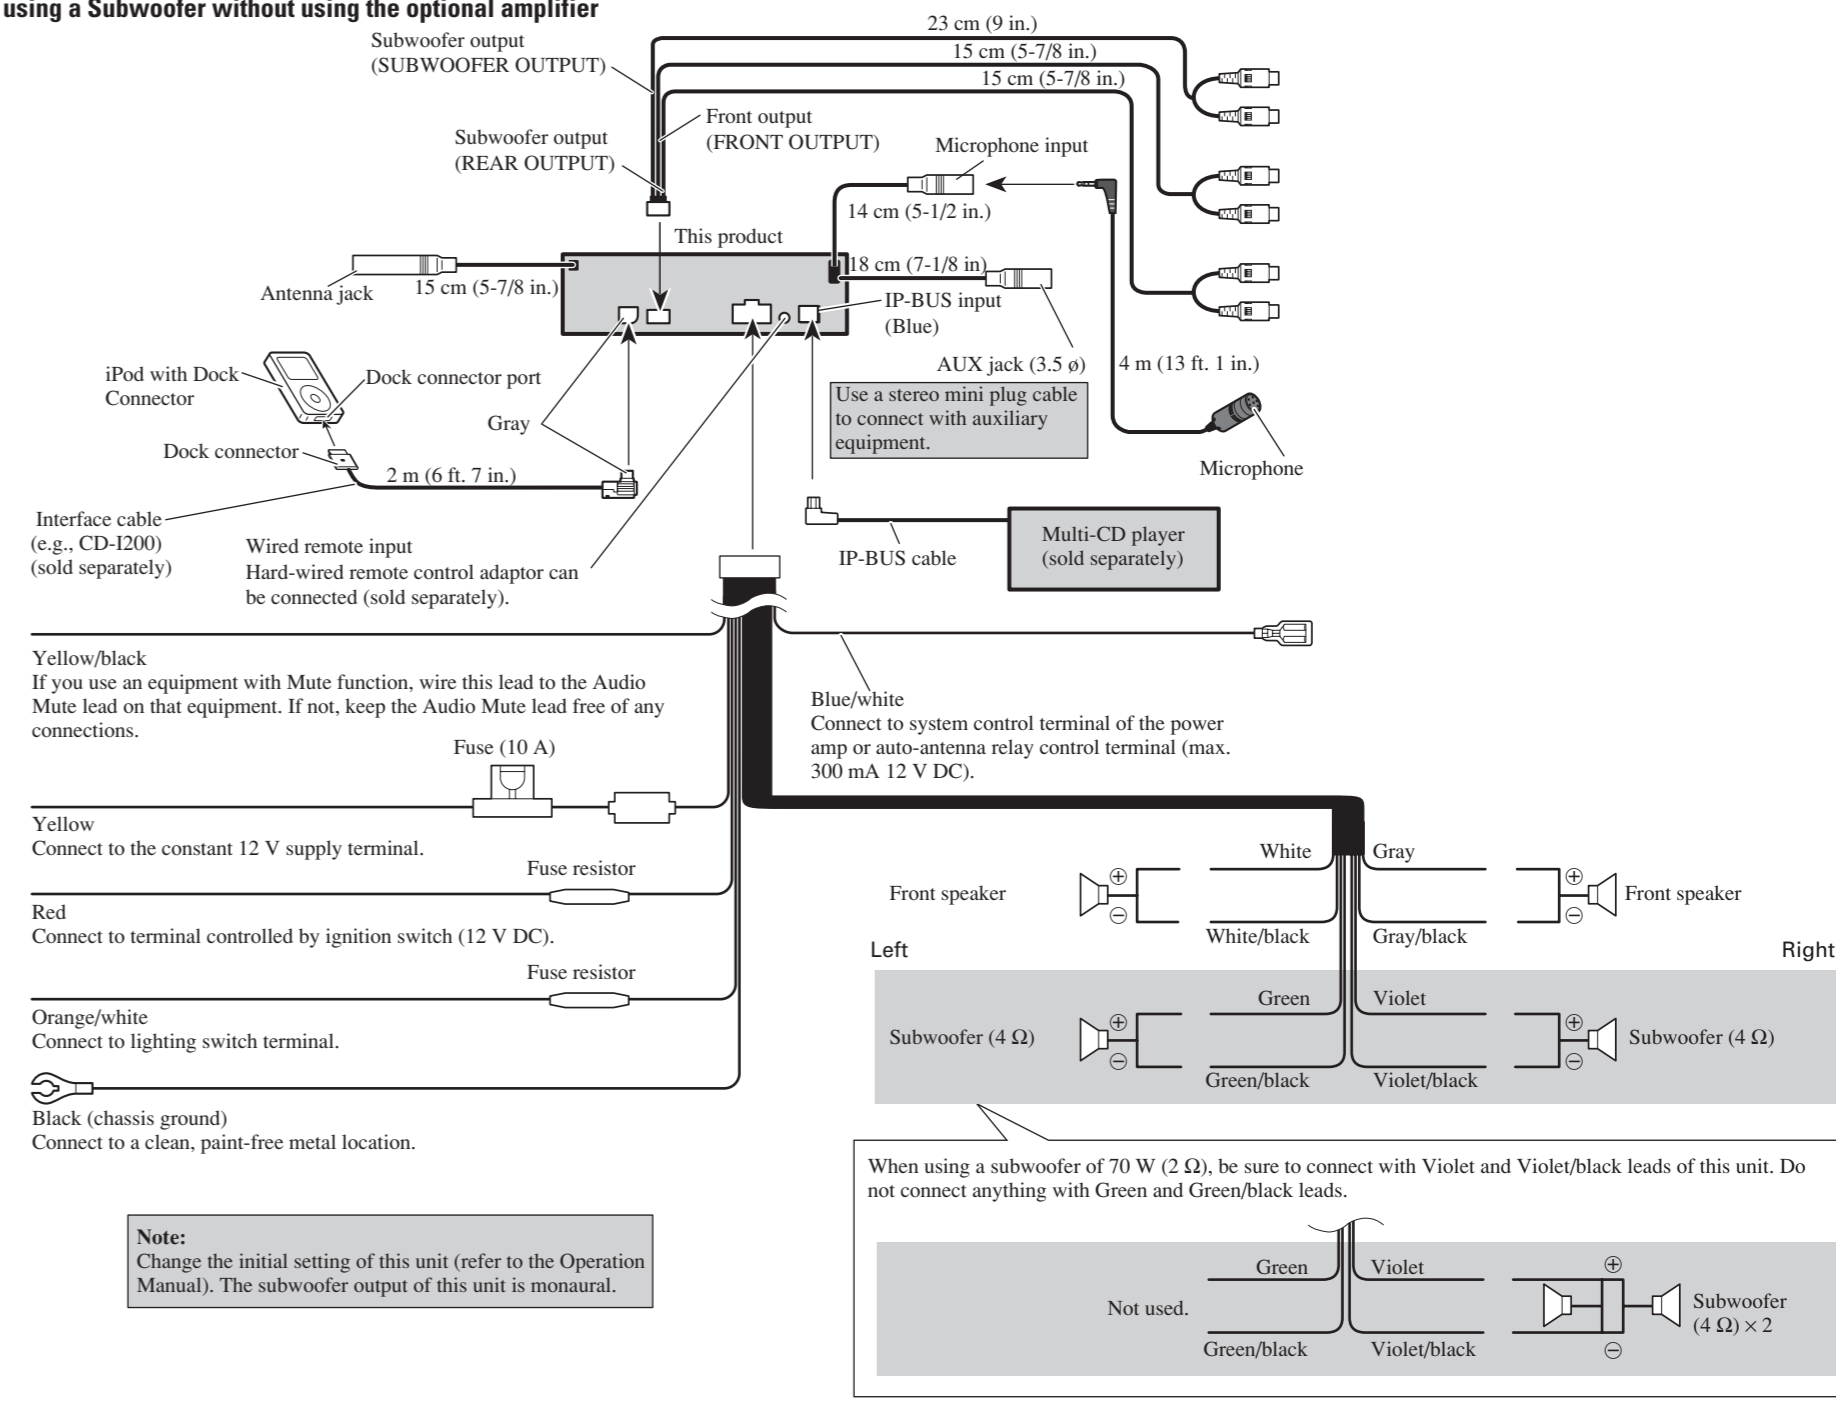 using a Subwoofer without using the optional amplifier
23 cm (9 in.)
Subwoofer output
(SUBWOOFER OUTPUT)
15 cm (5-7/8 in.)
15 cm (5-7/8 in.)
Front output
(FRONT OUTPUT)
Subwoofer output
(REAR OUTPUT)
Microphone input
14 cm (5-1/2 in.)
This product
18 cm (7-1/8 in)
Antenna jack
15 cm (5-7/8 in.)
IP-BUS input
(Blue)
AUX jack (3.5 ø)
4 m (13 ft. 1 in.)
iPod with Dock
Connector
Dock connector port
Use a stereo mini plug cable
to connect with auxiliary
equipment.
Gray
Dock connector
2 m (6 ft. 7 in.)
Microphone
Interface cable
(e.g., CD-I200)
(sold separately)
Wired remote input
Hard-wired remote control adaptor can
be connected (sold separately).
IP-BUS cable
Multi-CD player
(sold separately)
Yellow/black
If you use an equipment with Mute function, wire this lead to the Audio
Mute lead on that equipment. If not, keep the Audio Mute lead free of any
connections.
Blue/white
Connect to system control terminal of the power
amp or auto-antenna relay control terminal (max.
300 mA 12 V DC).
Fuse (10 A)
Yellow
Connect to the constant 12 V supply terminal.
Fuse resistor
Red
Connect to terminal controlled by ignition switch (12 V DC).
Fuse resistor
Orange/white
Connect to lighting switch terminal.
Black (chassis ground)
Connect to a clean, paint-free metal location.
White
Gray
Front speaker
⊕
⊖
⊕
⊖
Front speaker
White/black
Gray/black
Left
Right
Green
Violet
Subwoofer (4 Ω)
⊕
⊖
⊕
⊖
Subwoofer (4 Ω)
Green/black
Violet/black
When using a subwoofer of 70 W (2 Ω), be sure to connect with Violet and Violet/black leads of this unit. Do
not connect anything with Green and Green/black leads.
Note:
Change the initial setting of this unit (refer to the Operation
Manual). The subwoofer output of this unit is monaural.
Green
Violet
⊕
Not used.
Subwoofer
(4 Ω) × 2
Green/black
Violet/black
⊖